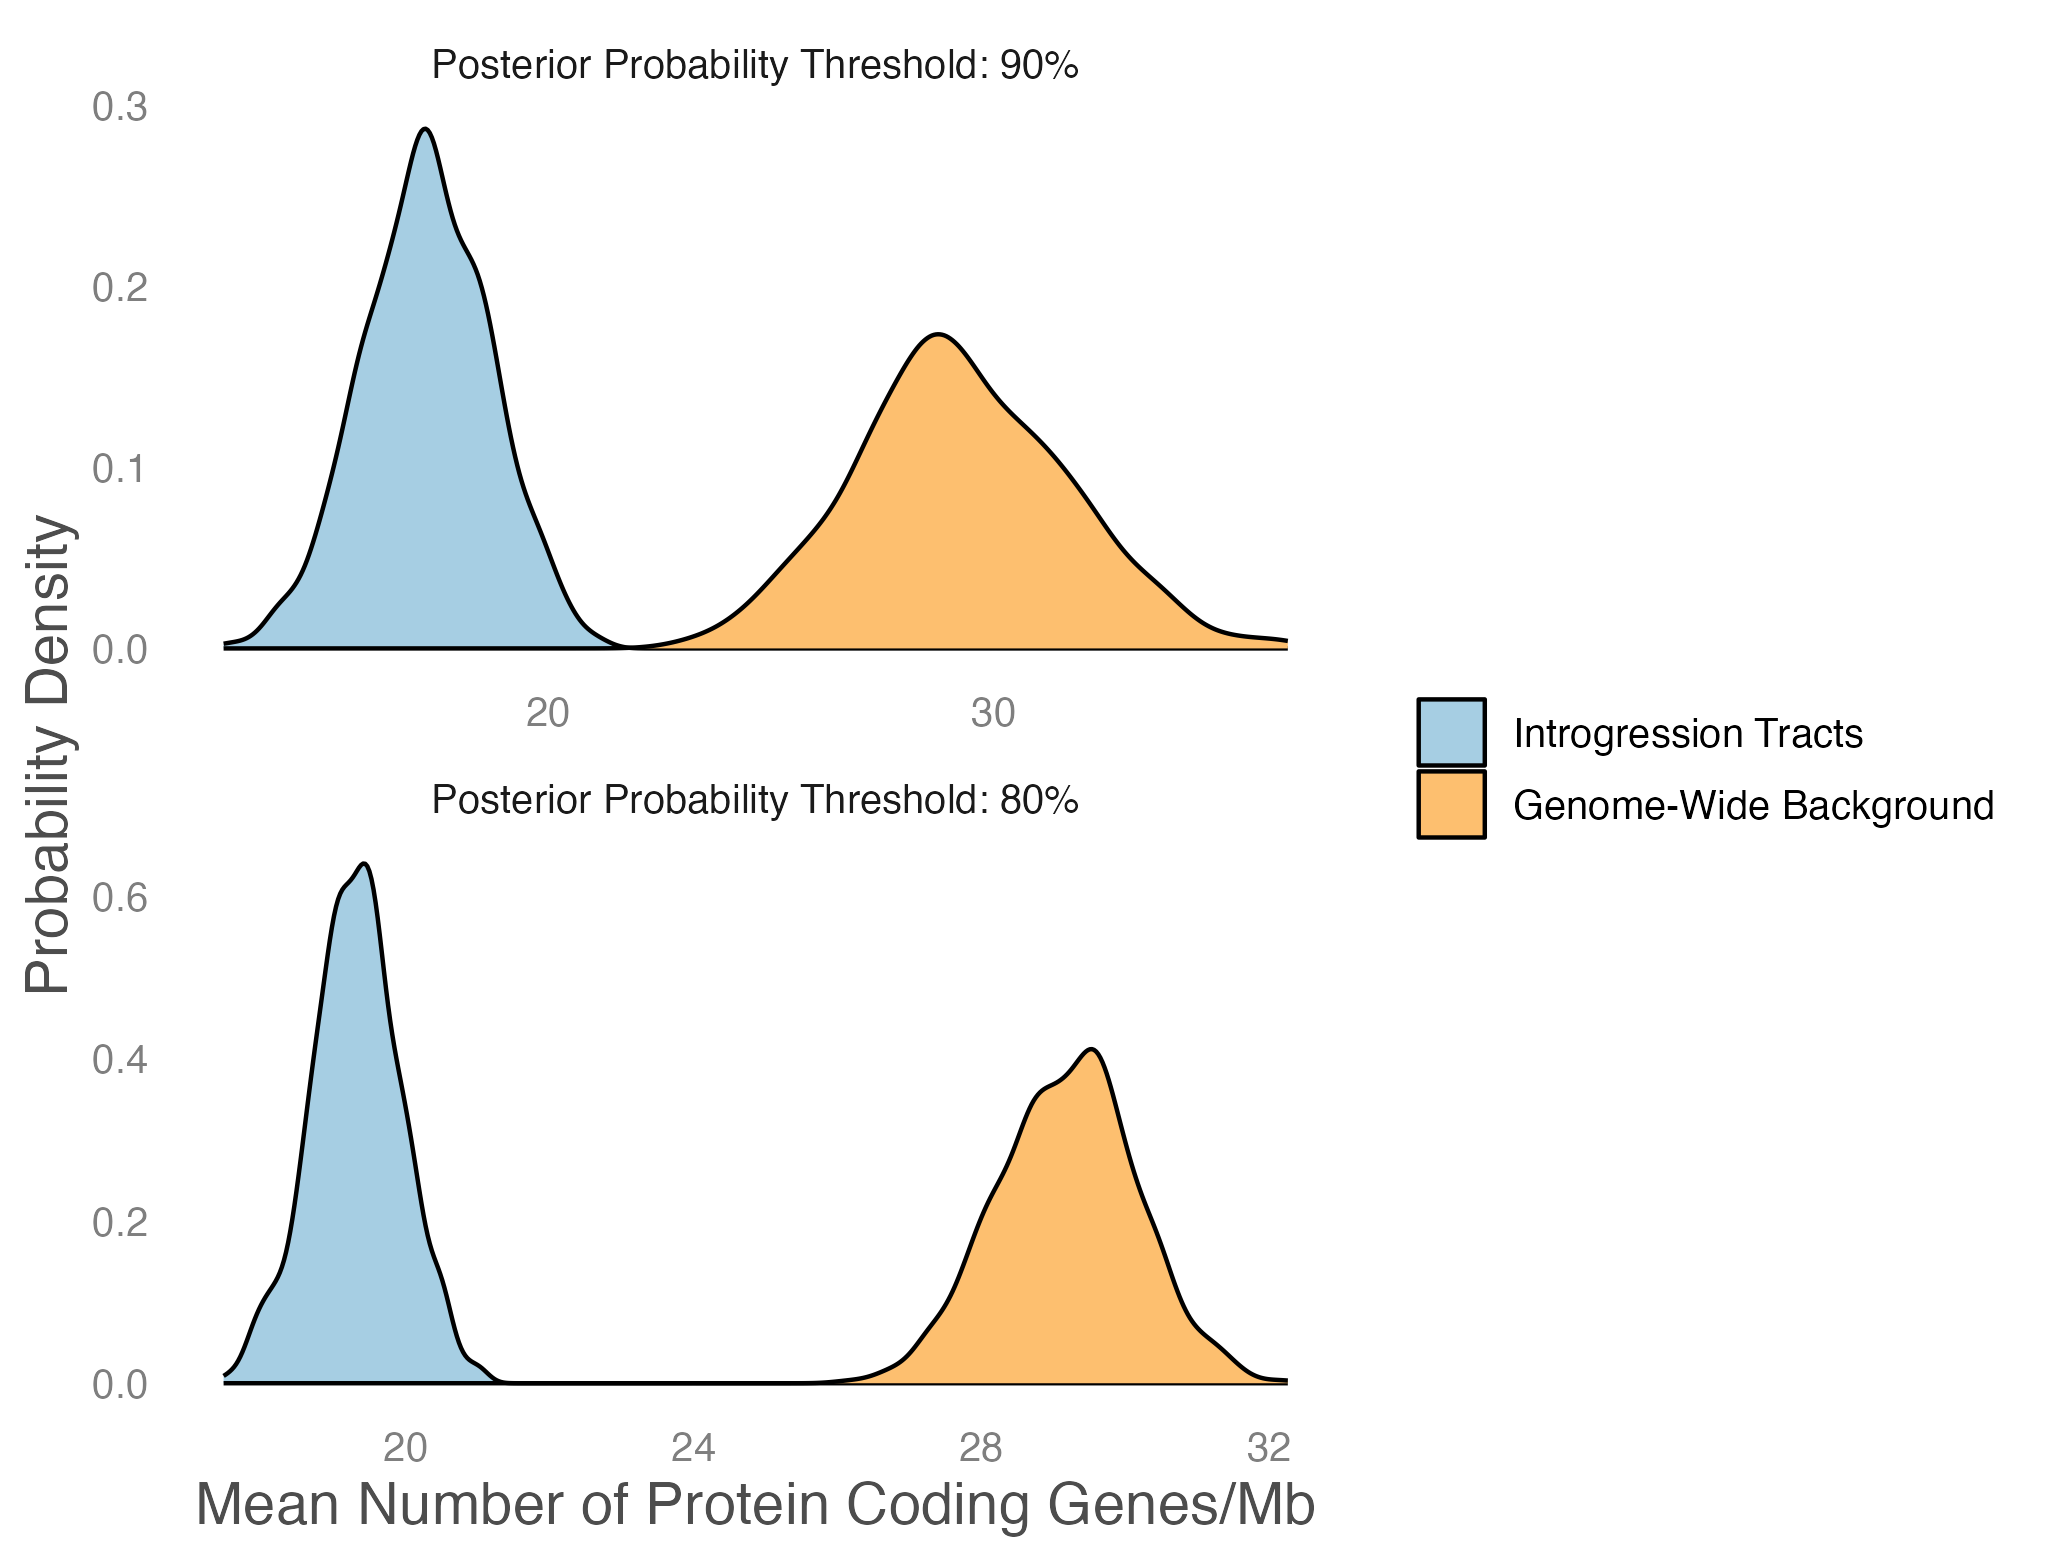 Posterior Probability Threshold: 90%
0.3
0.2
0.1
0.0
20 30
Posterior Probability Threshold: 80%
0.6
0.4
0.2
0.0
20 24 28 32
Mean Number of Protein Coding Genes/Mb
Probability Density
Introgression Tracts
Genome-Wide Background